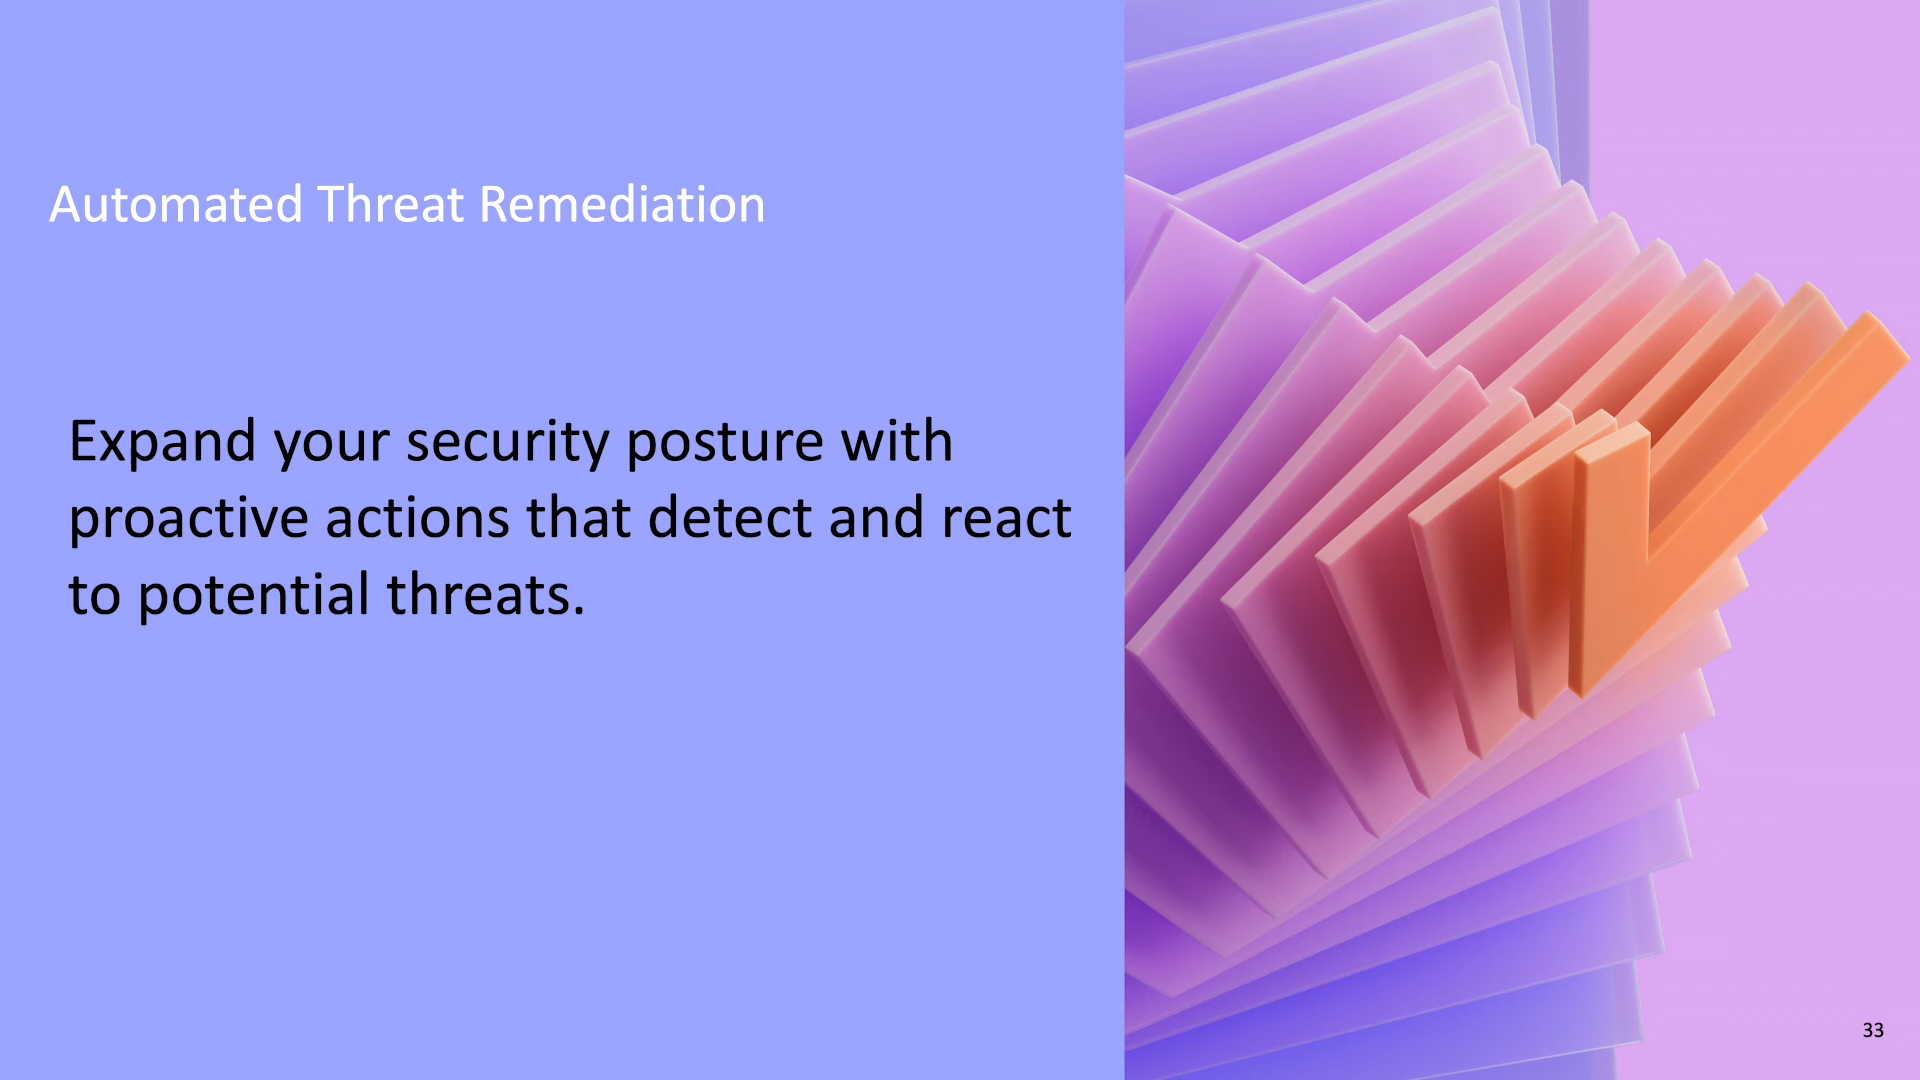 Automated Threat Remediation
Expand your security posture with
proactive actions that detect and react
to potential threats.
33